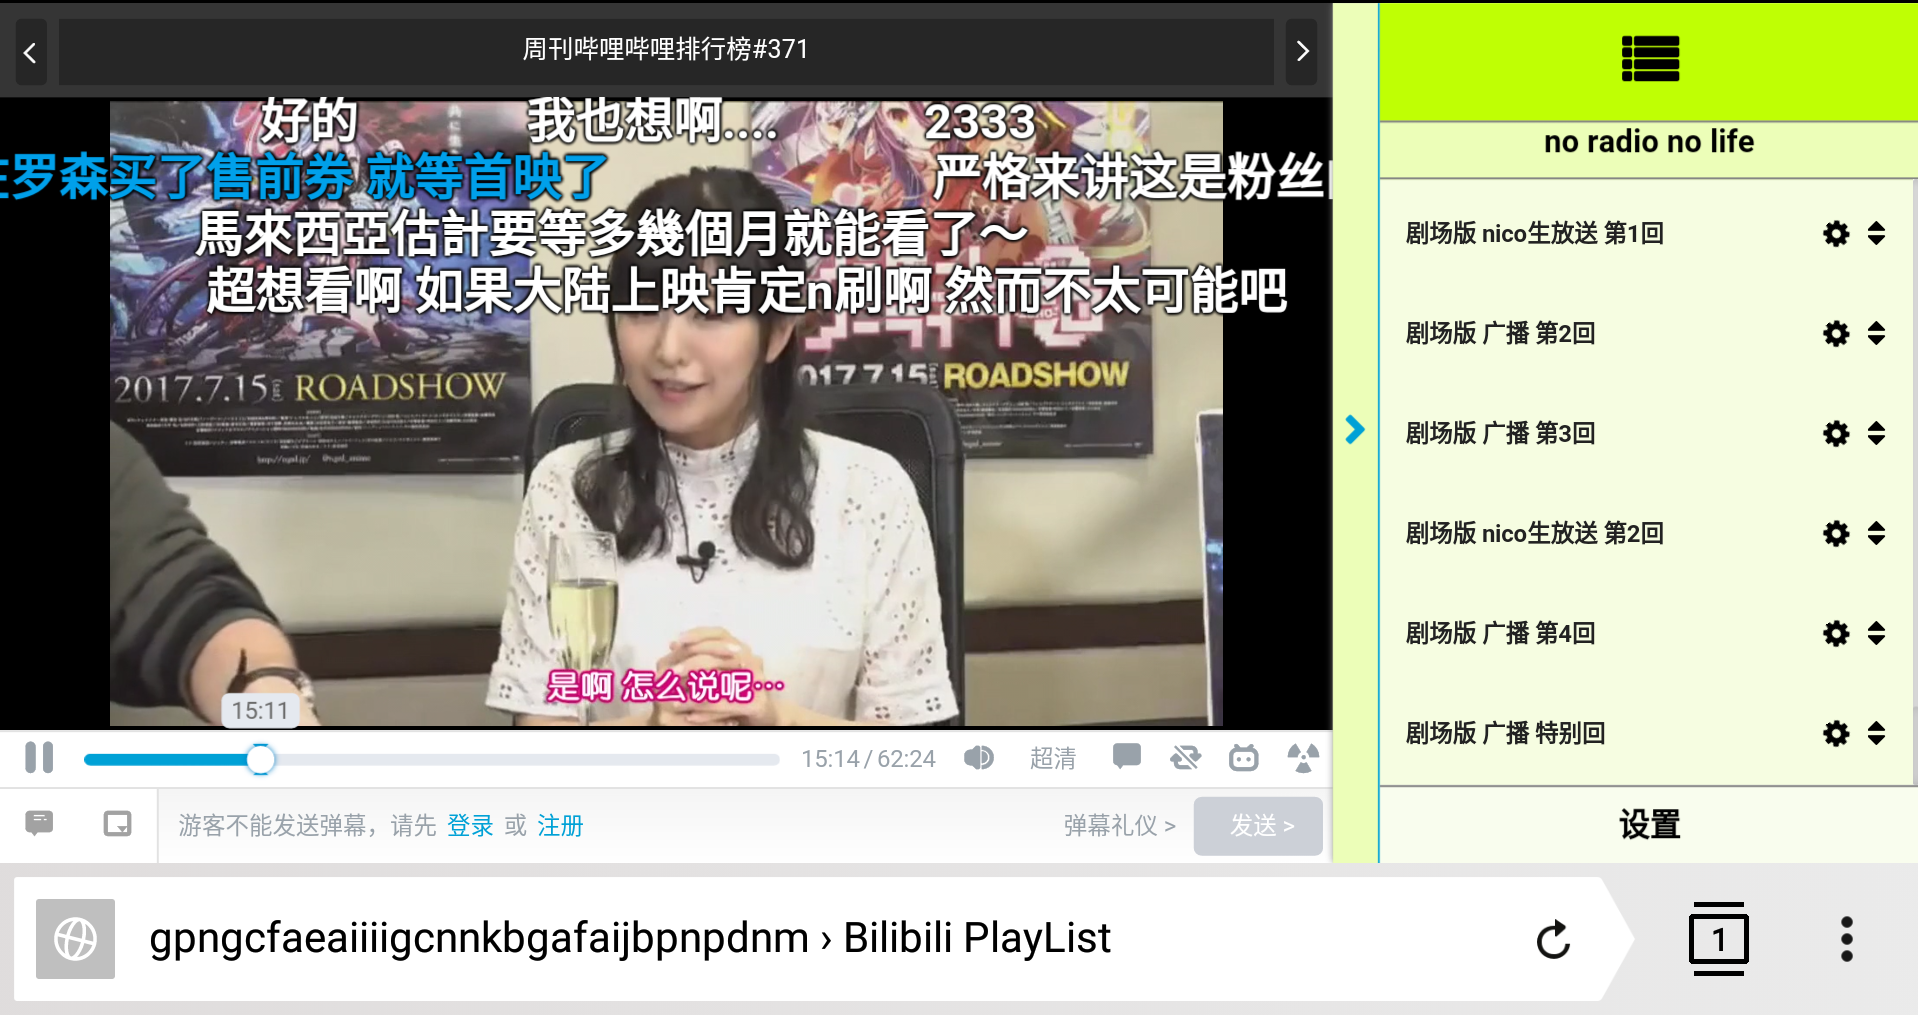 周刊哔哩哔哩排行榜#371
好的
我也想啊....
2333
罗森买了售前券 就等首映了
严格来讲这是粉丝
馬來西亞估計要等多幾個月就能看了～
超想看啊 如果大陆上映肯定n刷啊 然而不太可能吧
2017.7.15 ROADSHOW
017.7.15 ROADSHOW
是啊 怎么说呢…
15:11
15:14 / 62:24
超清
游客不能发送弹幕，请先 登录 或 注册
弹幕礼仪 >
发送 >
no radio no life
剧场版 nico生放送 第1回
剧场版 广播 第2回
剧场版 广播 第3回
剧场版 nico生放送 第2回
剧场版 广播 第4回
剧场版 广播 特别回
设置
gpngcfaeaiiiigcnnkbgafaijbpnpdnm › Bilibili PlayList
1